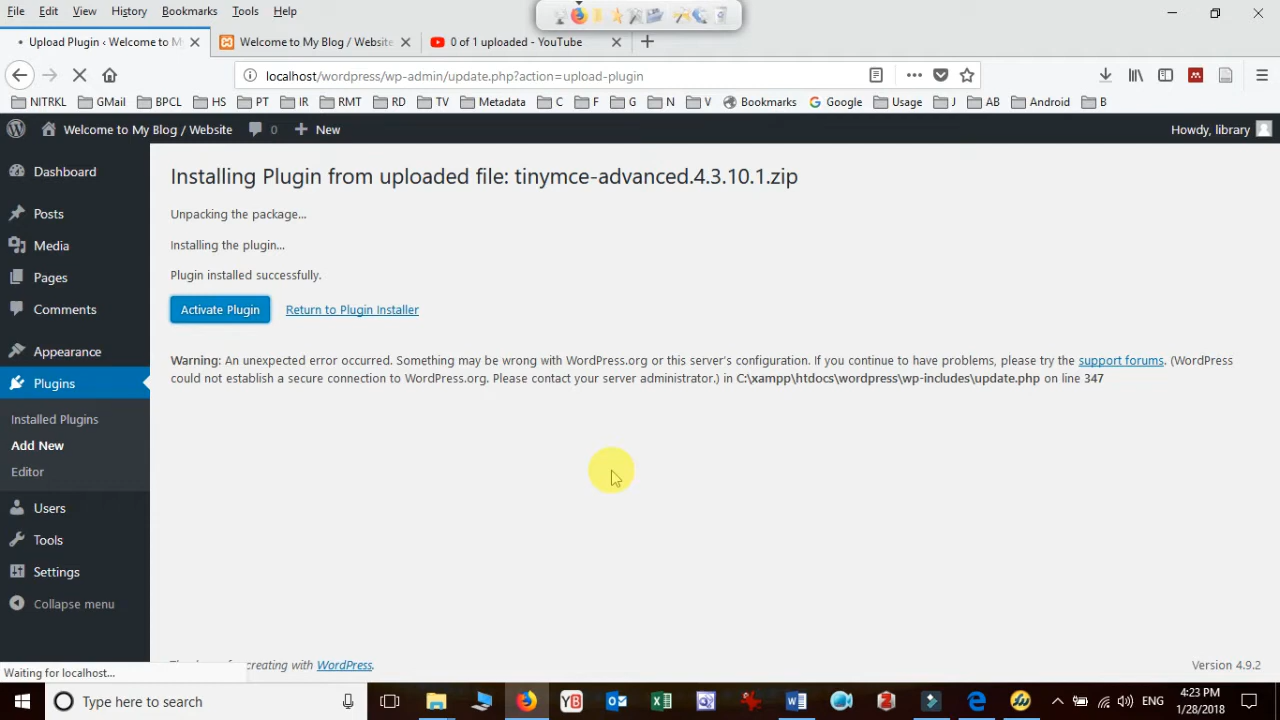 File Edit View History Bookmarks Tools Help
Upload Plugin ‹ Welcome to M
Welcome to My Blog / Website
0 of 1 uploaded - YouTube
localhost/wordpress/wp-admin/update.php?action=upload-plugin
NITRKL GMail BPCL HS PT IR RMT RD TV Metadata C F G N V Bookmarks Google Usage J AB Android B
Welcome to My Blog / Website 0 New Howdy, library
Dashboard
Posts
Media
Pages
Comments
Appearance
Plugins
Installed Plugins
Add New
Editor
Users
Tools
Settings
Collapse menu
Installing Plugin from uploaded file: tinymce-advanced.4.3.10.1.zip
Unpacking the package...
Installing the plugin...
Plugin installed successfully.
Activate Plugin Return to Plugin Installer
Warning: An unexpected error occurred. Something may be wrong with WordPress.org or this server's configuration. If you continue to have problems, please try the support forums. (WordPress
could not establish a secure connection to WordPress.org. Please contact your server administrator.) in C:\xampp\htdocs\wordpress\wp-includes\update.php on line 347
creating with WordPress.
Version 4.9.2
Waiting for localhost...
Type here to search
ENG
4:23 PM
1/28/2018